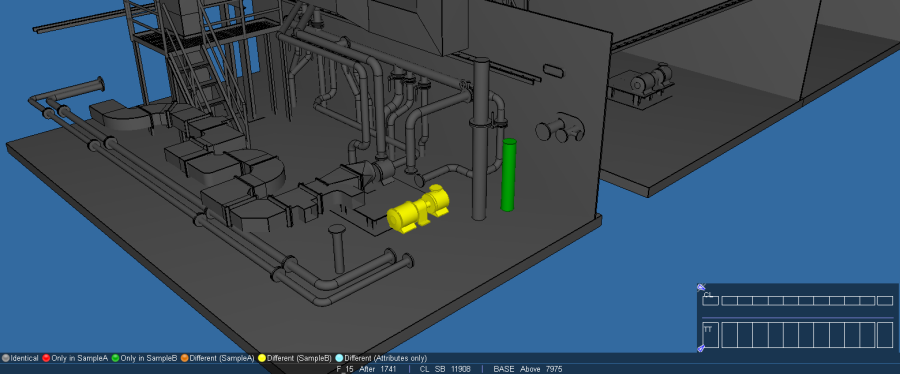 CL
TT
Identical Only in SampleA Only in SampleB Different (SampleA) Different (SampleB) Different (Attributes only)
F_15 After 1741 | CL SB 11908 | BASE Above 7975